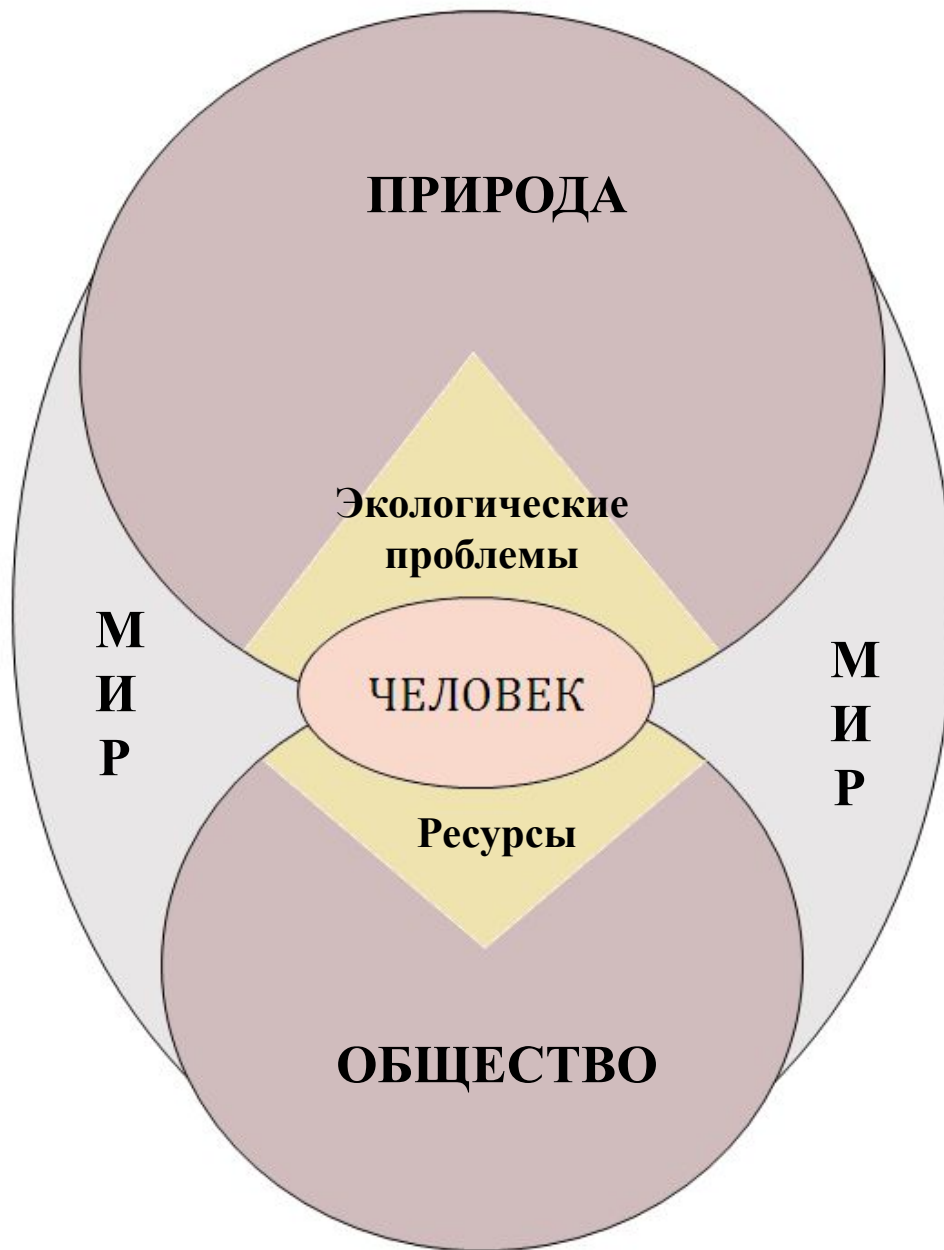 ПРИРОДА
Экологические
проблемы
М
И
Р
ЧЕЛОВЕК
М
И
Р
Ресурсы
ОБЩЕСТВО